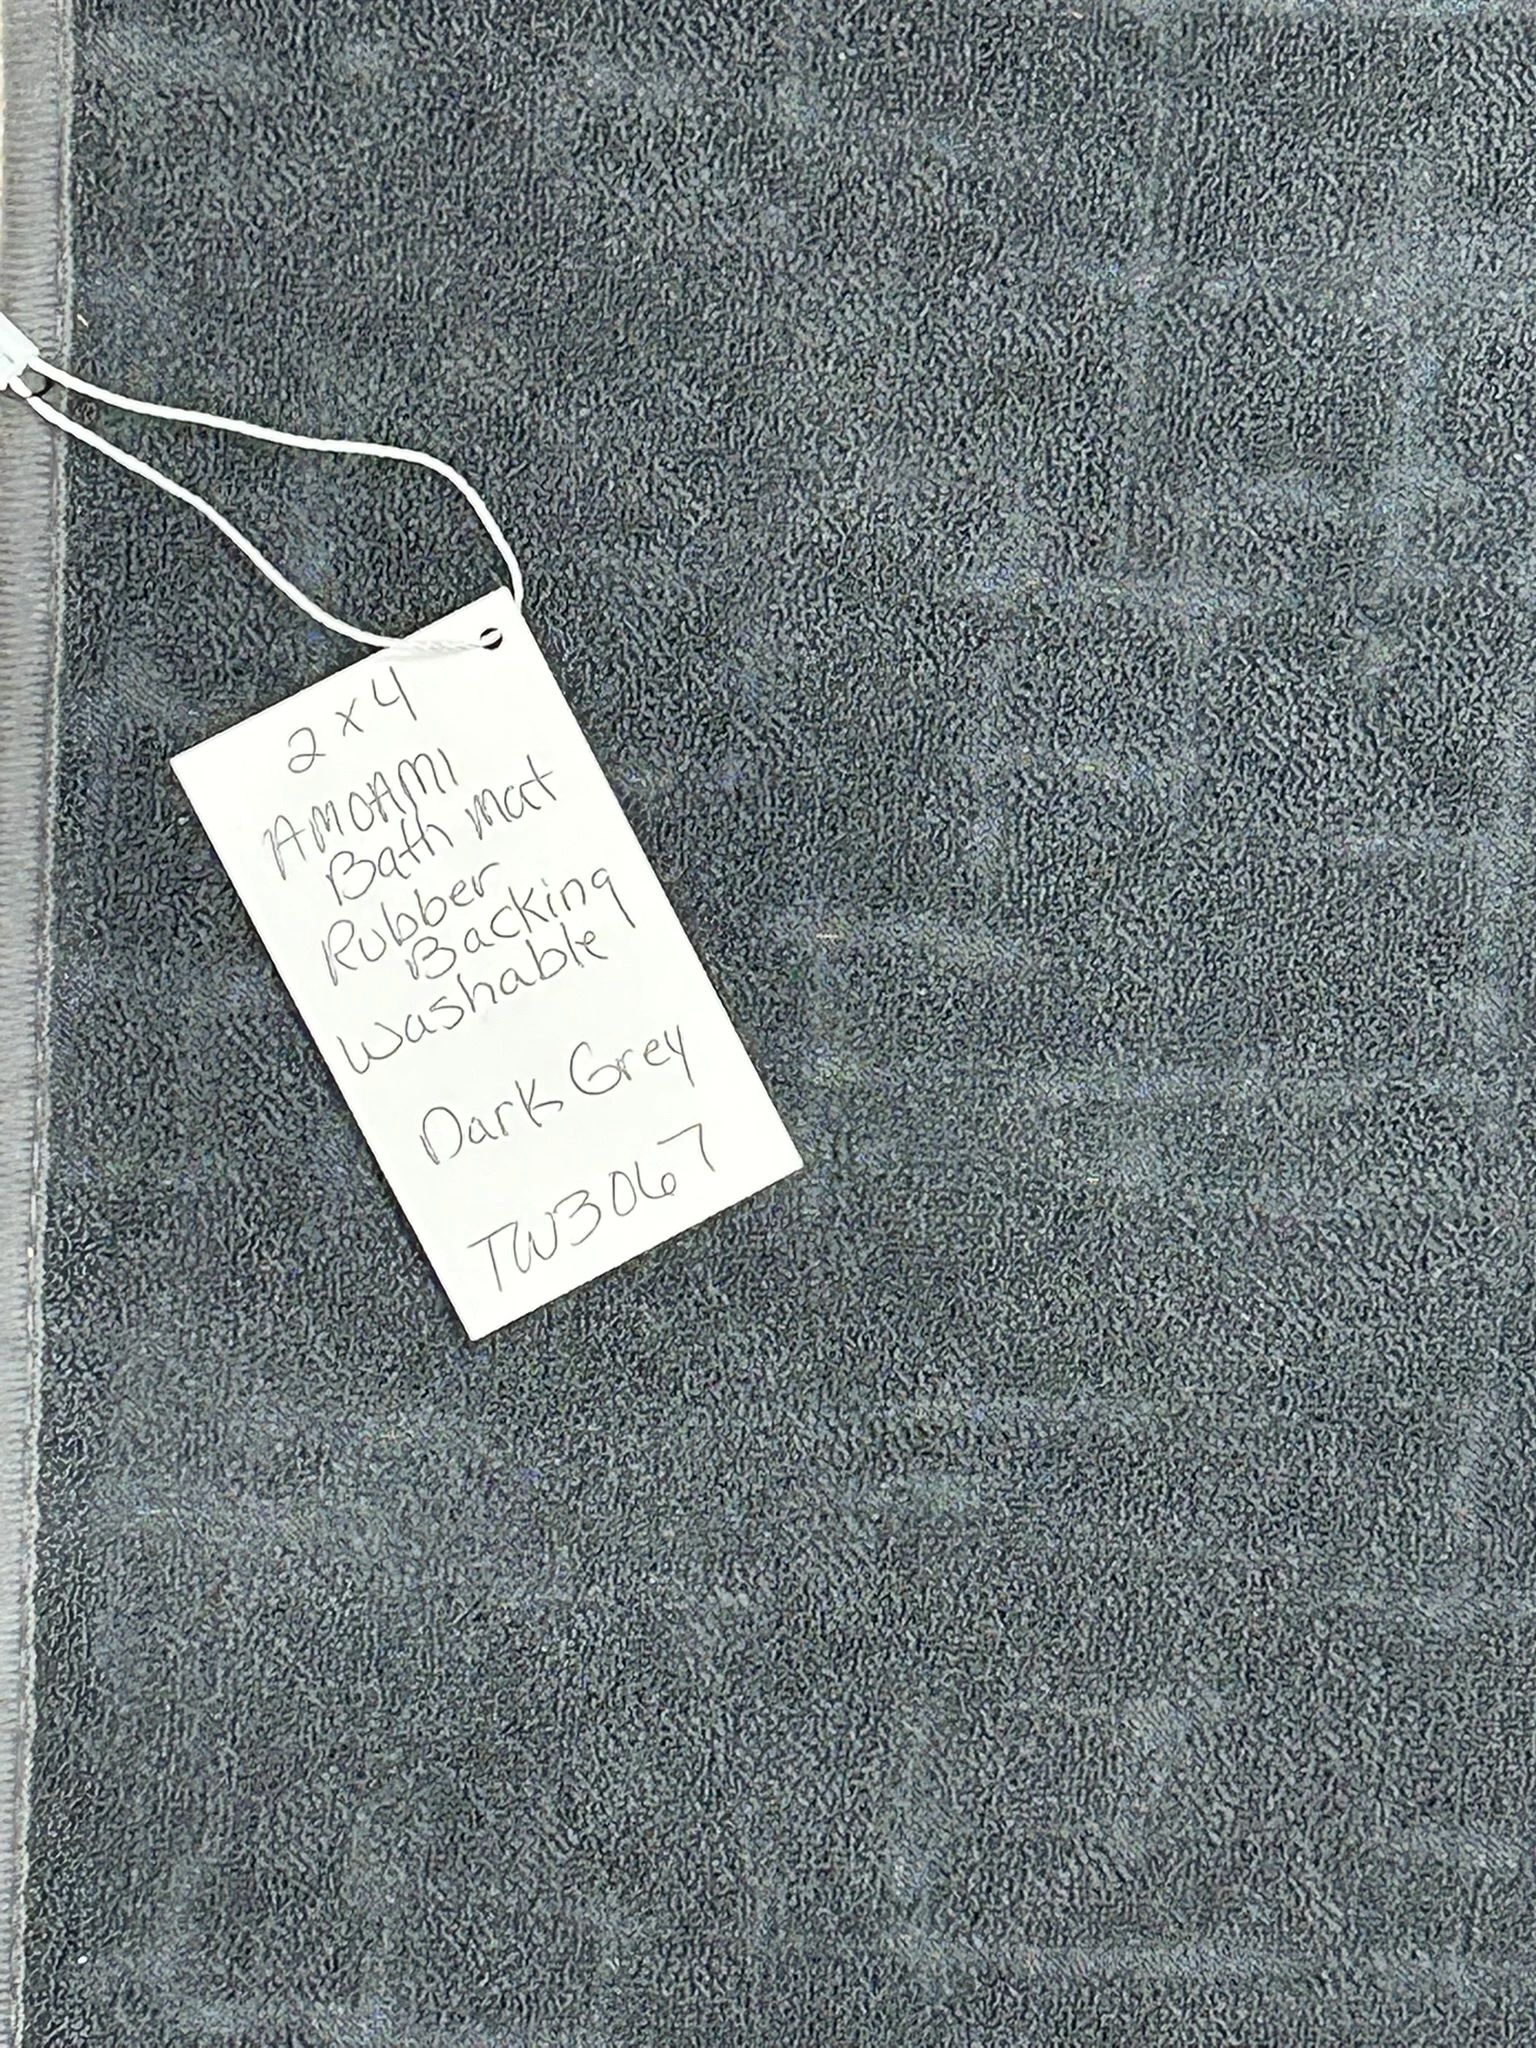 2 x 4
AMOAMI
Bath Mat
Rubber
Backing
Washable
Dark Grey
TW3067